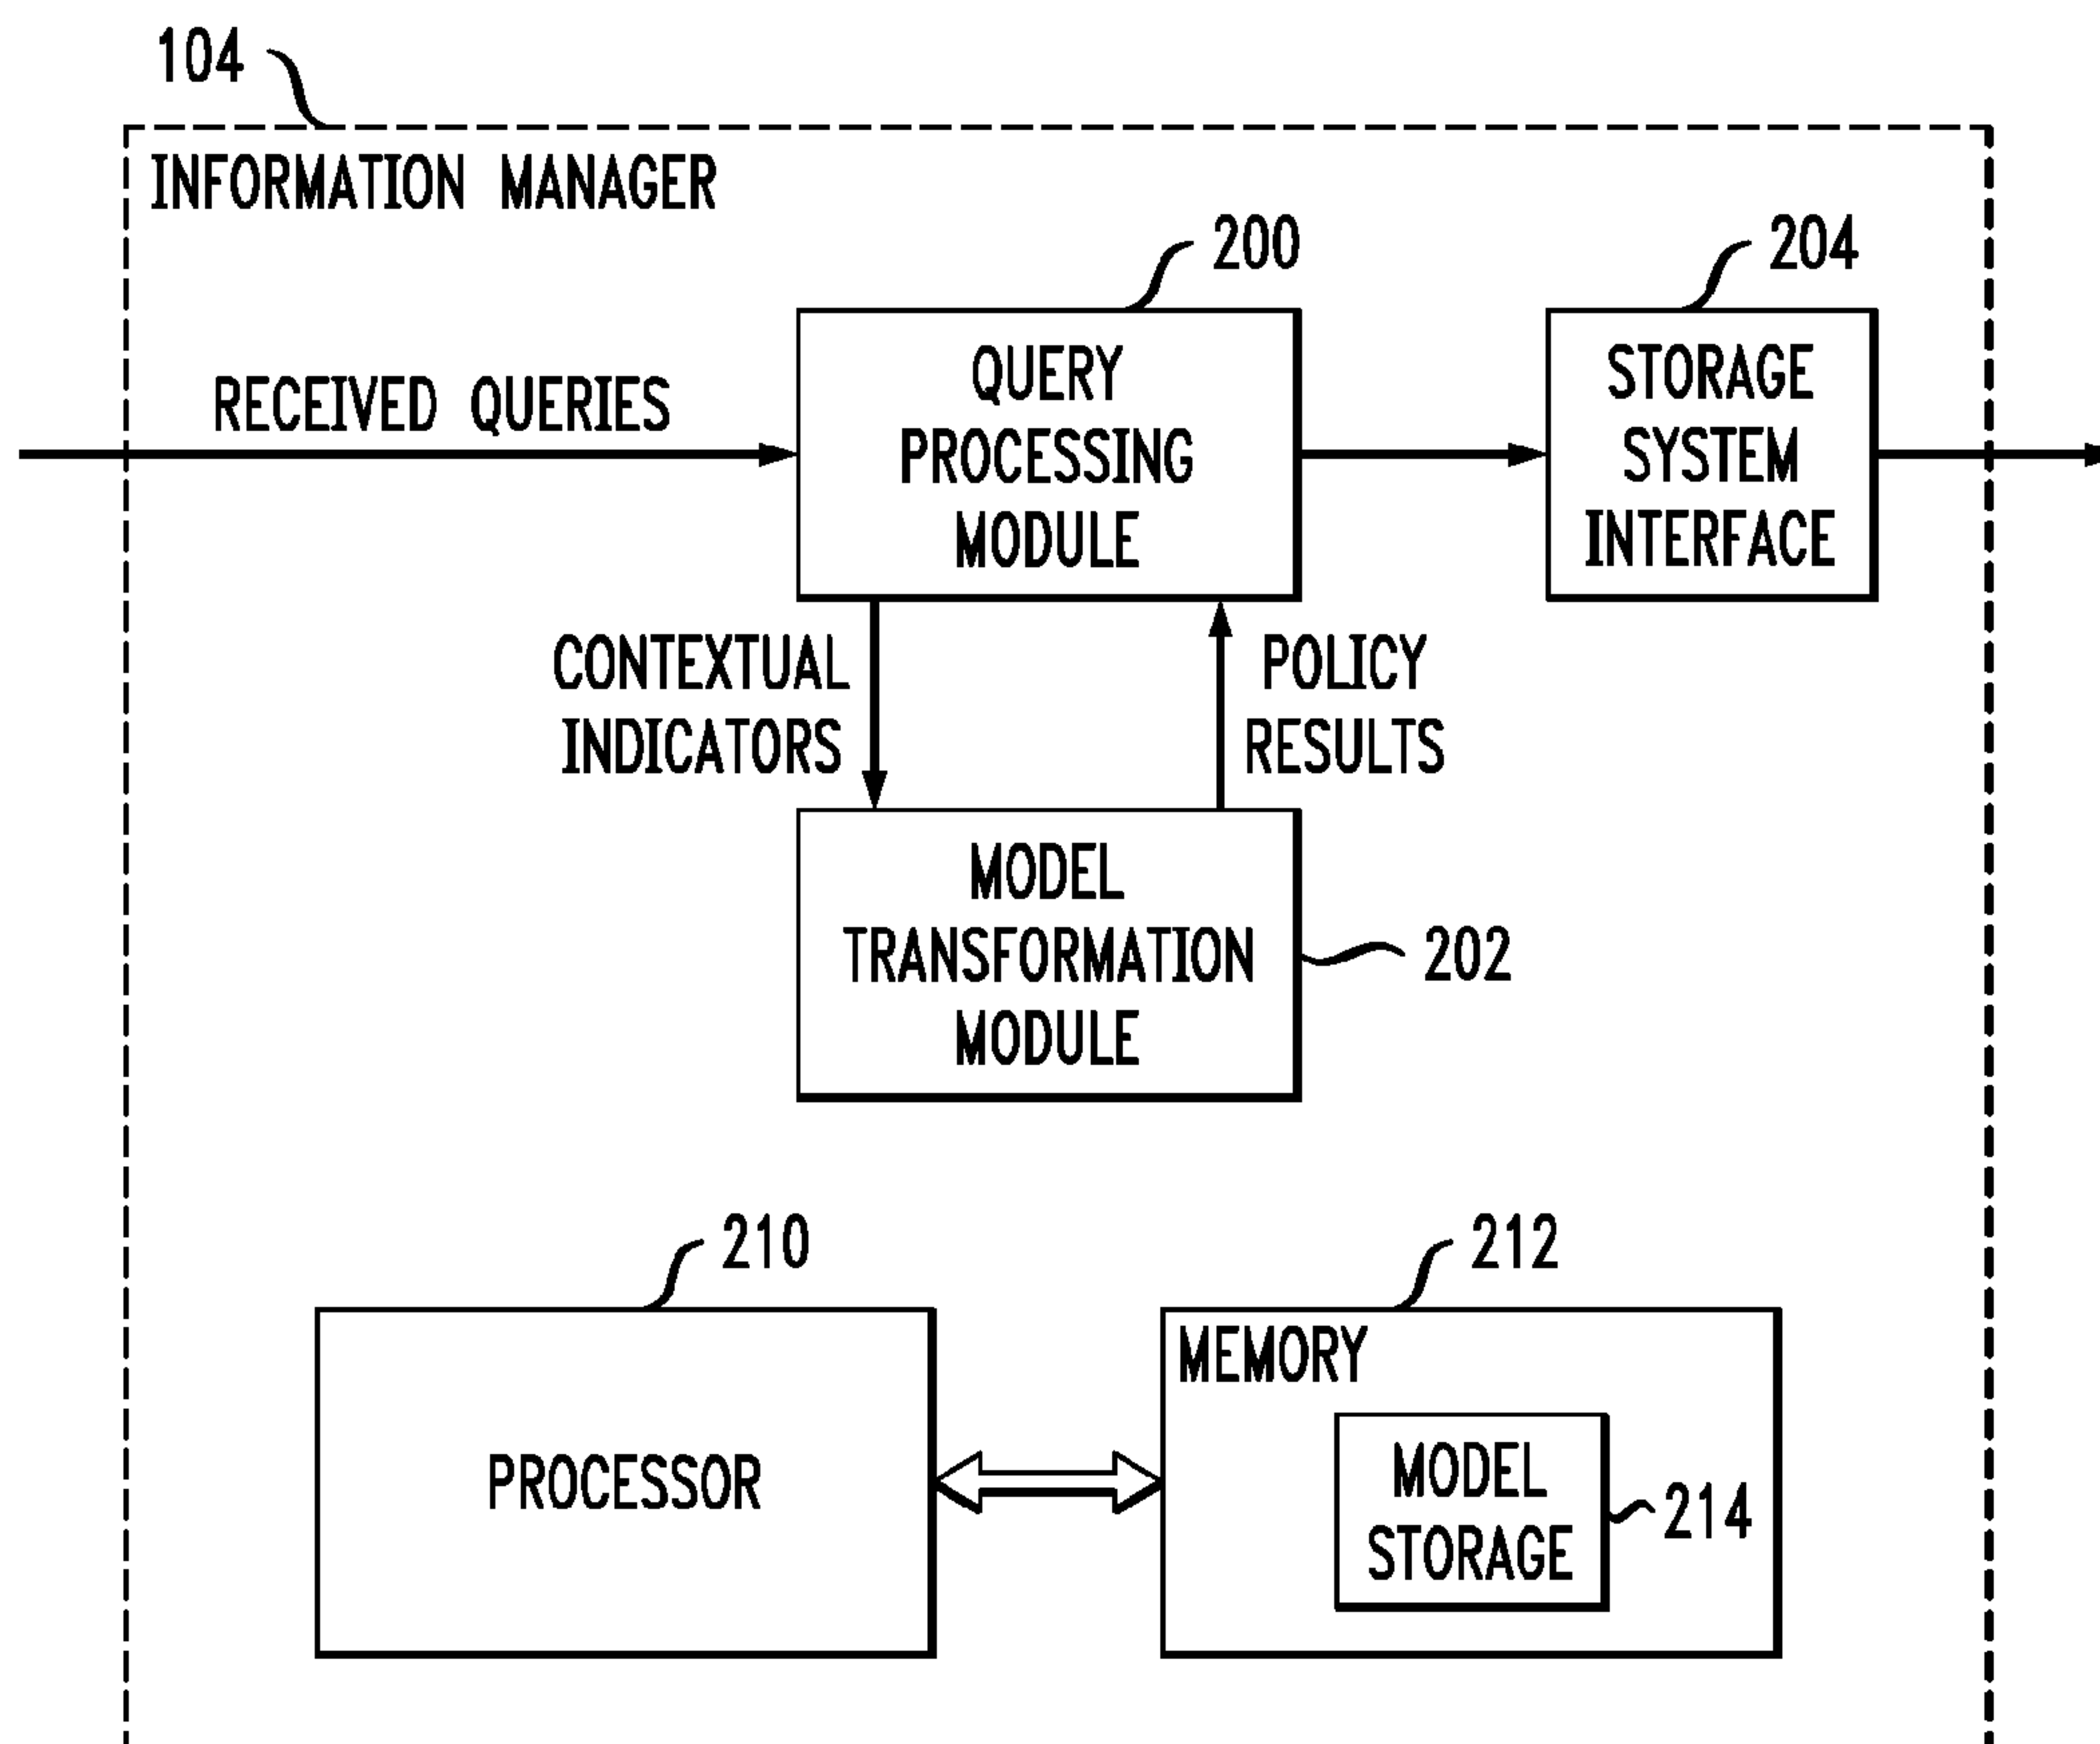 104
INFORMATION MANAGER
200
204
RECEIVED QUERIES
QUERY
PROCESSING
MODULE
STORAGE
SYSTEM
INTERFACE
CONTEXTUAL
INDICATORS
POLICY
RESULTS
MODEL
TRANSFORMATION
MODULE
202
210
212
PROCESSOR
MEMORY
MODEL
STORAGE
214